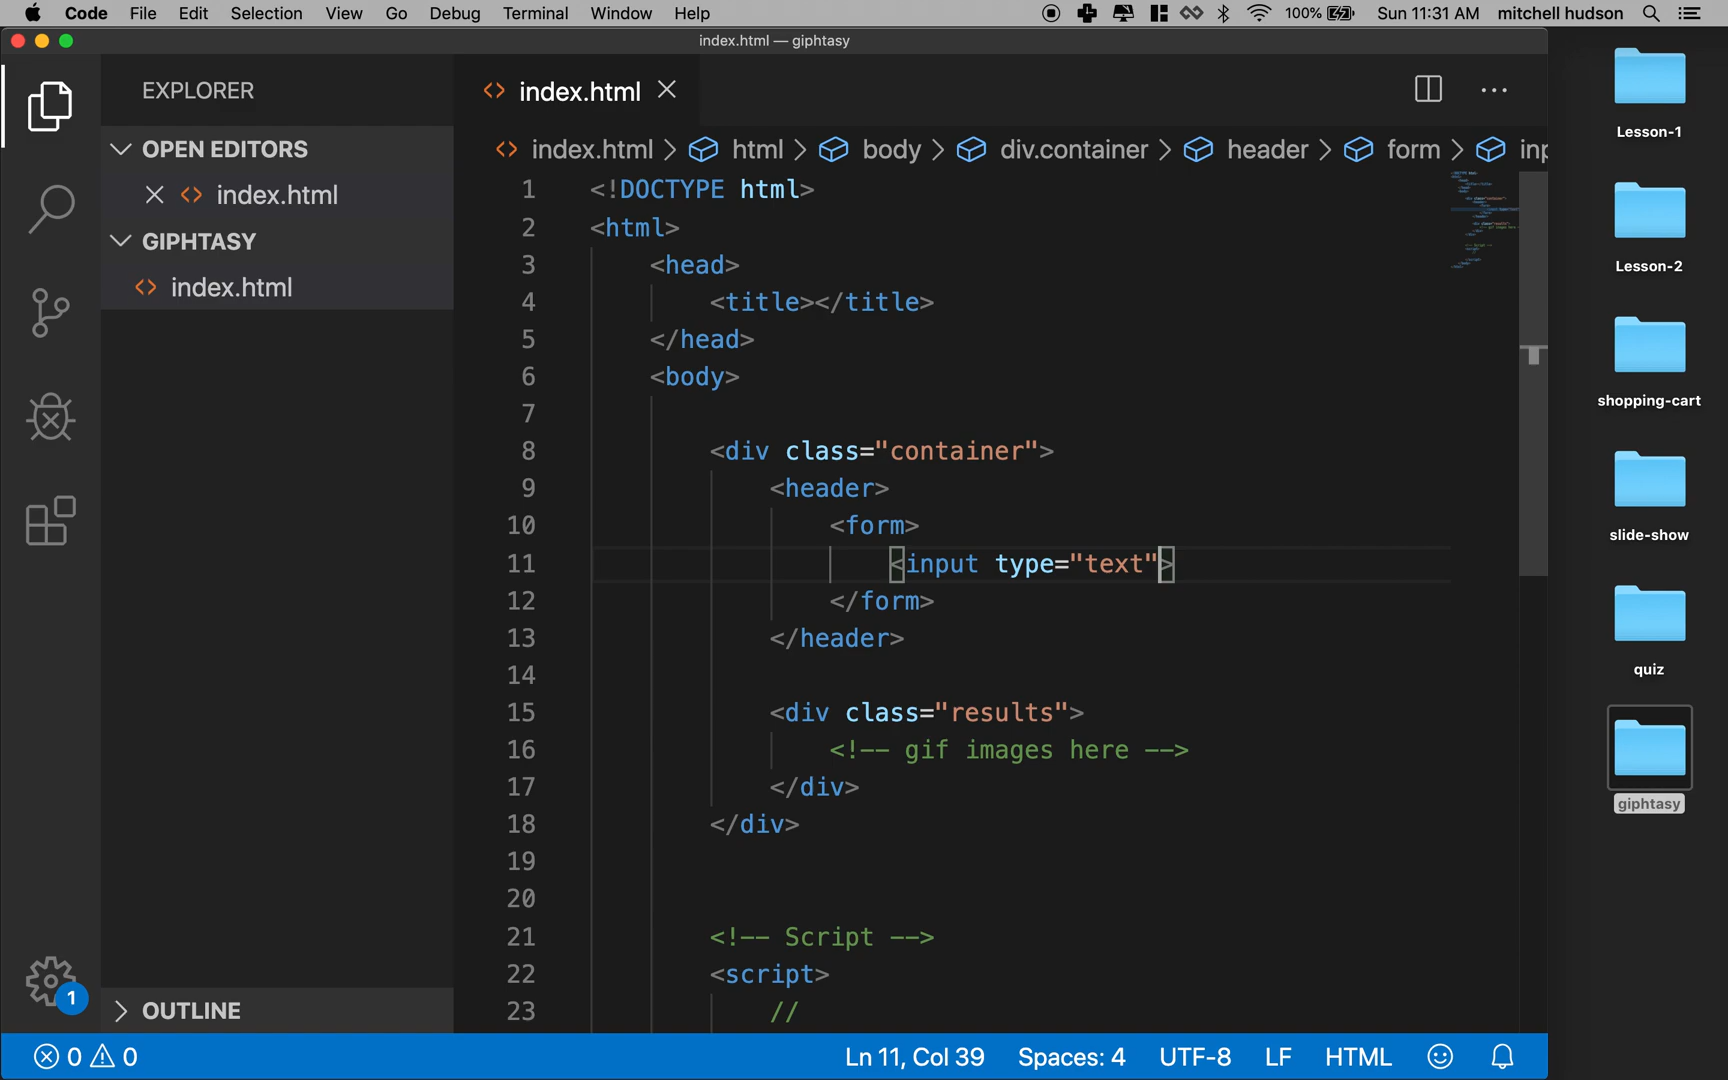 Code File Edit Selection View Go Debug Terminal Window Help 100% Sun 11:31 AM mitchell hudson
index.html — giphtasy
EXPLORER
OPEN EDITORS
index.html
GIPHTASY
index.html
OUTLINE
1
index.html
index.html > html > body > div.container > header > form > inp
1 <!DOCTYPE html>
2 <html>
3 <head>
4 <title></title>
5 </head>
6 <body>
7
8 <div class="container">
9 <header>
10 <form>
11 <input type="text">
12 </form>
13 </header>
14
15 <div class="results">
16 <!-- gif images here -->
17 </div>
18 </div>
19
20
21 <!-- Script -->
22 <script>
23 //
0 0 Ln 11, Col 39 Spaces: 4 UTF-8 LF HTML
Lesson-1
Lesson-2
shopping-cart
slide-show
quiz
giphtasy